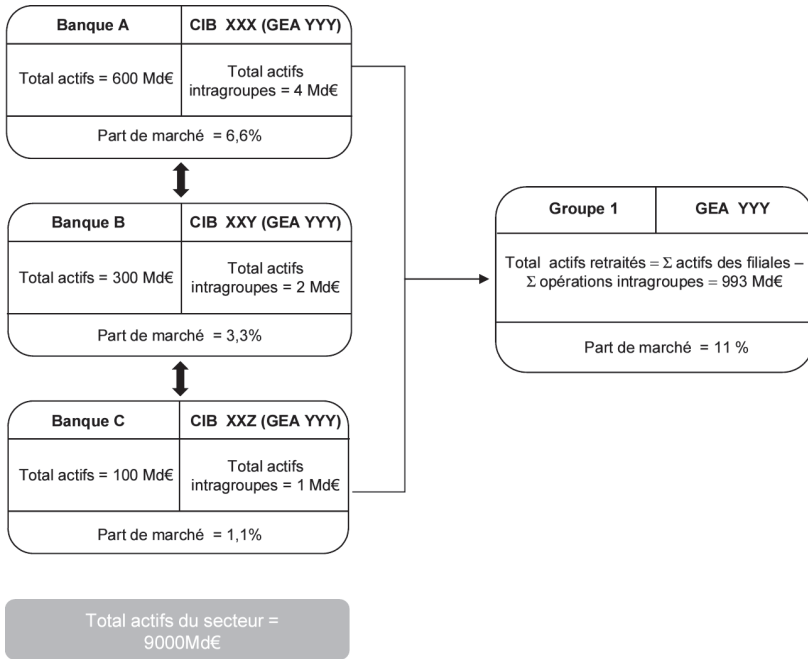 Banque A
CIB XXX (GEA YYY)
Total actifs = 600 Md€
Total actifs
intragroupes = 4 Md€
Part de marché = 6,6%
Banque B
CIB XXY (GEA YYY)
Total actifs = 300 Md€
Total actifs
intragroupes = 2 Md€
Part de marché = 3,3%
Banque C
CIB XXZ (GEA YYY)
Total actifs = 100 Md€
Total actifs
intragroupes = 1 Md€
Part de marché = 1,1%
Groupe 1
GEA YYY
Total actifs retraités = Σ actifs des filiales –
Σ opérations intragroupes = 993 Md€
Part de marché = 11 %
Total actifs du secteur =
9000Md€